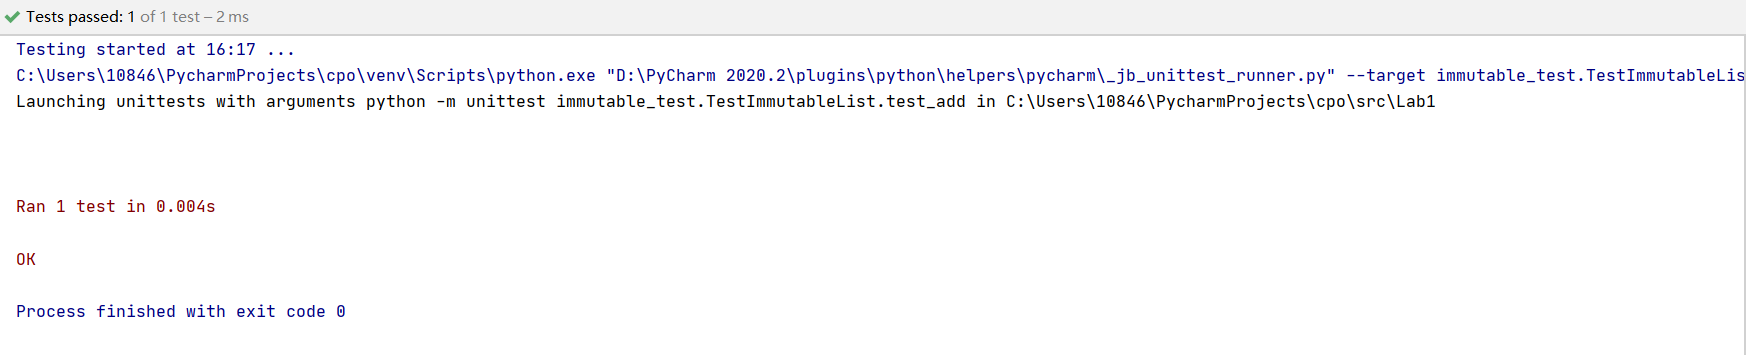 Tests passed: 1 of 1 test – 2 ms
Testing started at 16:17 ...
C:\Users\10846\PycharmProjects\cpo\venv\Scripts\python.exe "D:\PyCharm 2020.2\plugins\python\helpers\pycharm\_jb_unittest_runner.py" --target immutable_test.TestImmutableLis
Launching unittests with arguments python -m unittest immutable_test.TestImmutableList.test_add in C:\Users\10846\PycharmProjects\cpo\src\Lab1
Ran 1 test in 0.004s
OK
Process finished with exit code 0